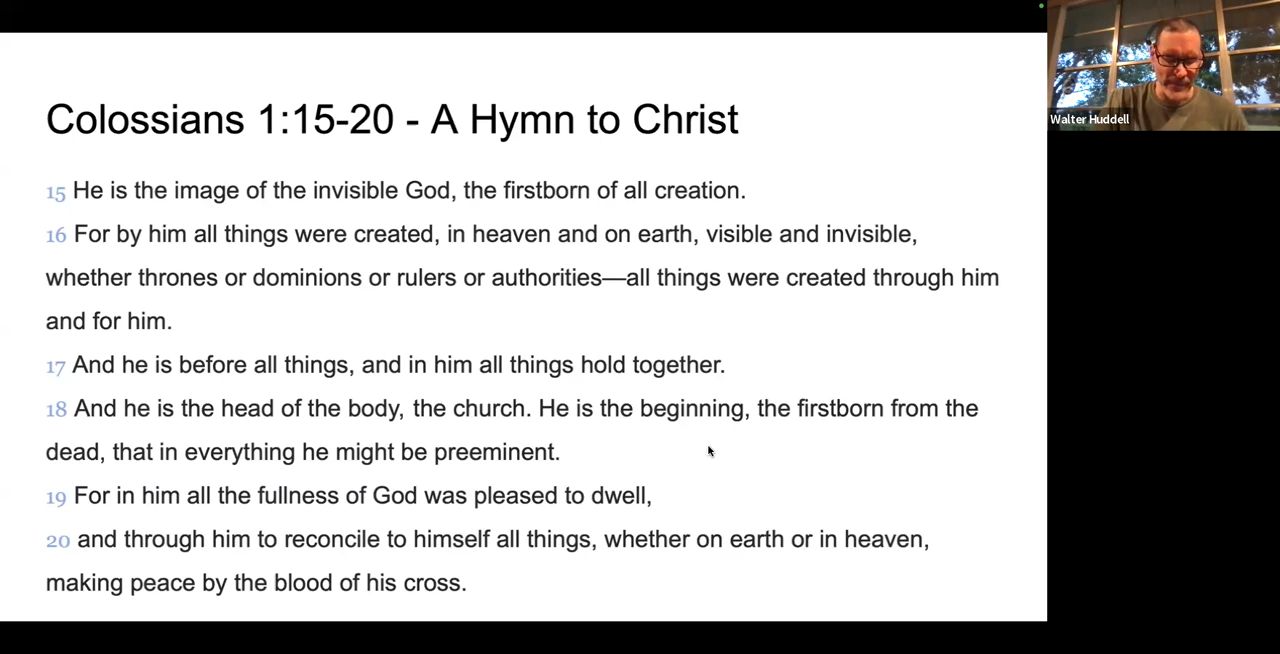 Colossians 1:15-20 - A Hymn to Christ
15 He is the image of the invisible God, the firstborn of all creation.
16 For by him all things were created, in heaven and on earth, visible and invisible,
whether thrones or dominions or rulers or authorities—all things were created through him
and for him.
17 And he is before all things, and in him all things hold together.
18 And he is the head of the body, the church. He is the beginning, the firstborn from the
dead, that in everything he might be preeminent.
19 For in him all the fullness of God was pleased to dwell,
20 and through him to reconcile to himself all things, whether on earth or in heaven,
making peace by the blood of his cross.
Walter Huddell